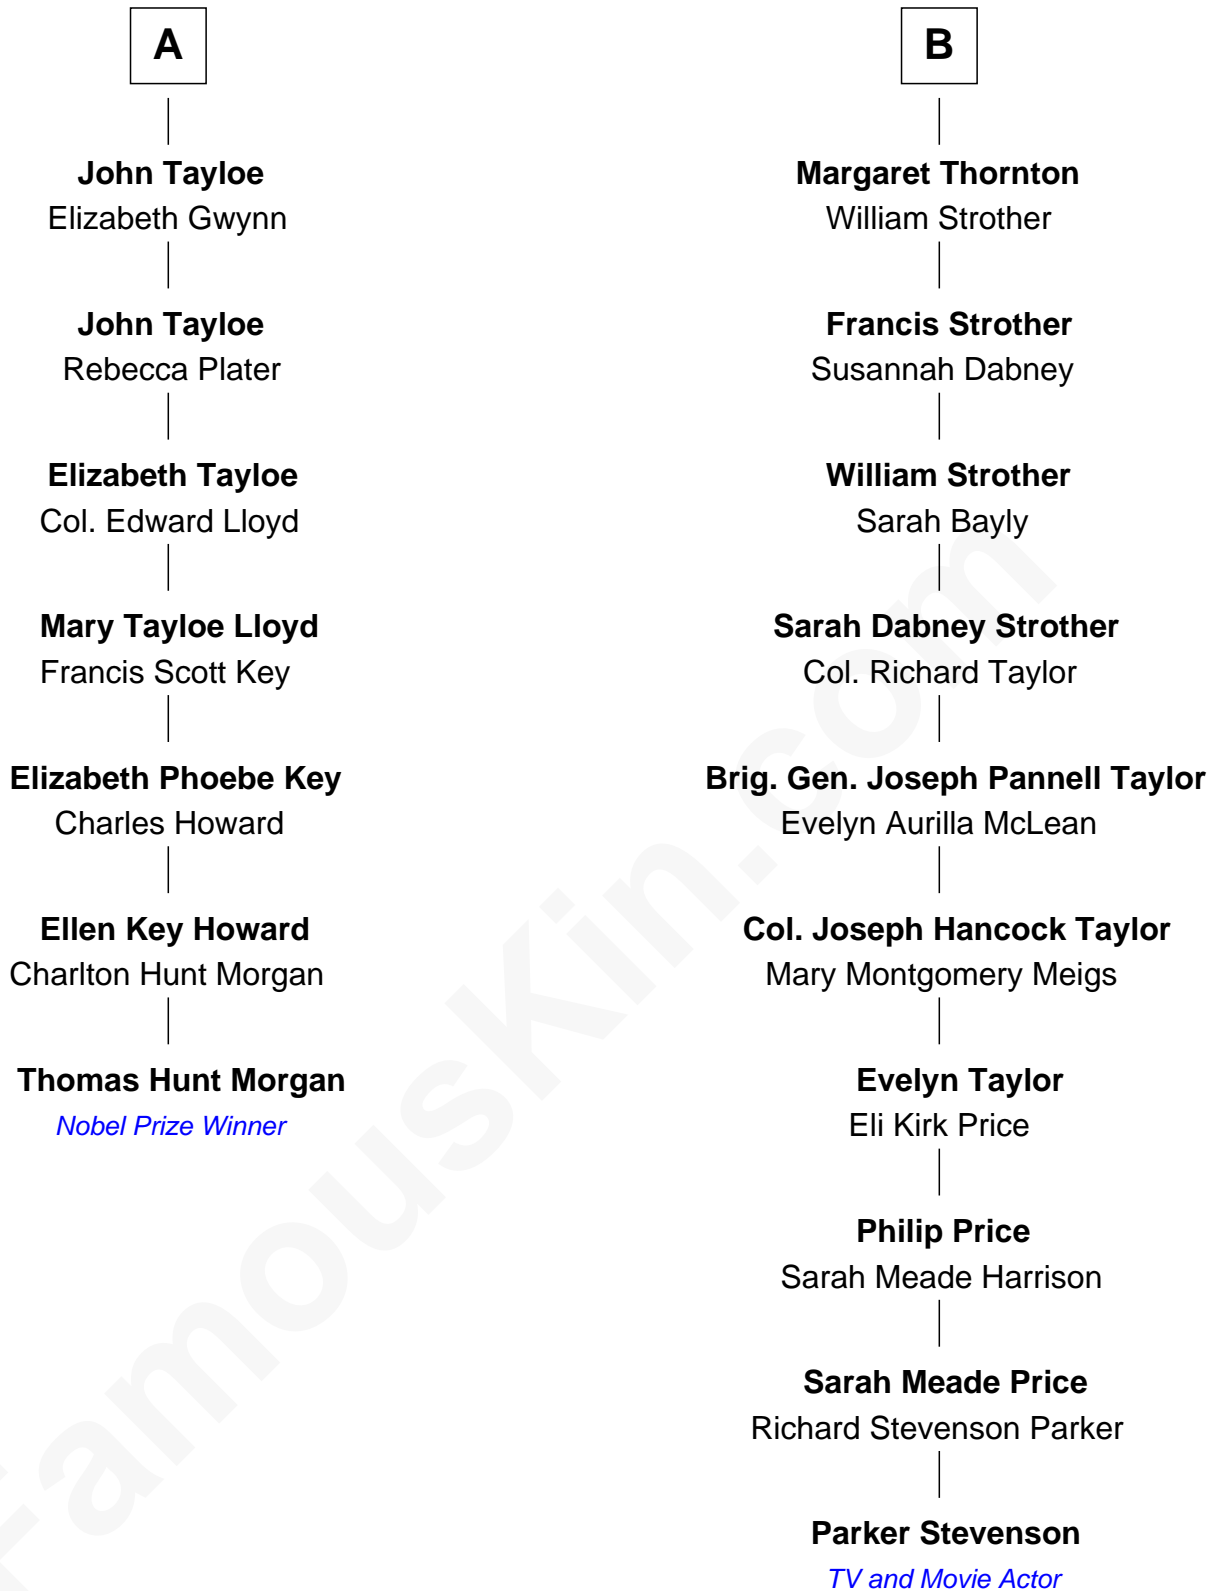 A
John Tayloe
Elizabeth Gwynn
John Tayloe
Rebecca Plater
Elizabeth Tayloe
Col. Edward Lloyd
Mary Tayloe Lloyd
Francis Scott Key
Elizabeth Phoebe Key
Charles Howard
Ellen Key Howard
Charlton Hunt Morgan
Thomas Hunt Morgan
Nobel Prize Winner
B
Margaret Thornton
William Strother
Francis Strother
Susannah Dabney
William Strother
Sarah Bayly
Sarah Dabney Strother
Col. Richard Taylor
Brig. Gen. Joseph Pannell Taylor
Evelyn Aurilla McLean
Col. Joseph Hancock Taylor
Mary Montgomery Meigs
Evelyn Taylor
Eli Kirk Price
Philip Price
Sarah Meade Harrison
Sarah Meade Price
Richard Stevenson Parker
Parker Stevenson
TV and Movie Actor
FamousKin.com